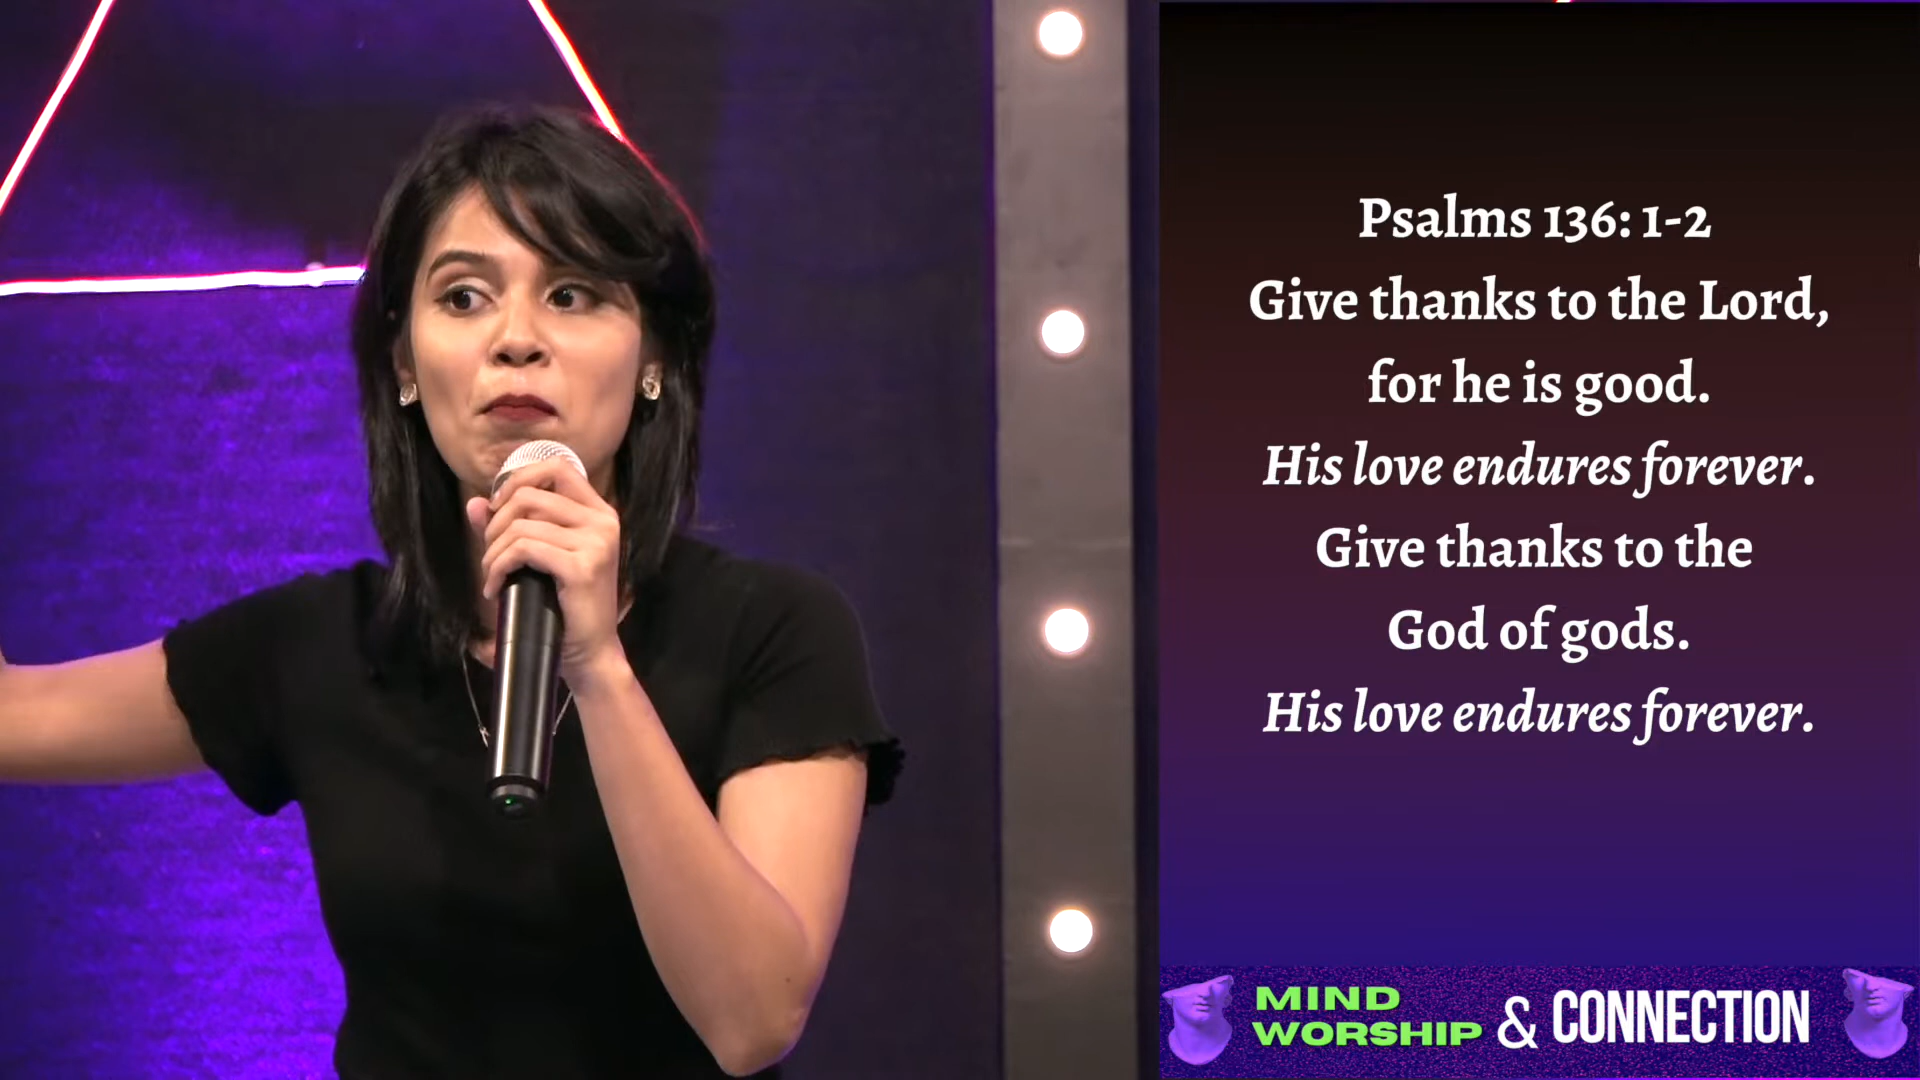 Psalms 136: 1-2
Give thanks to the Lord,
for he is good.
His love endures forever.
Give thanks to the
God of gods.
His love endures forever.
MIND
WORSHIP & CONNECTION